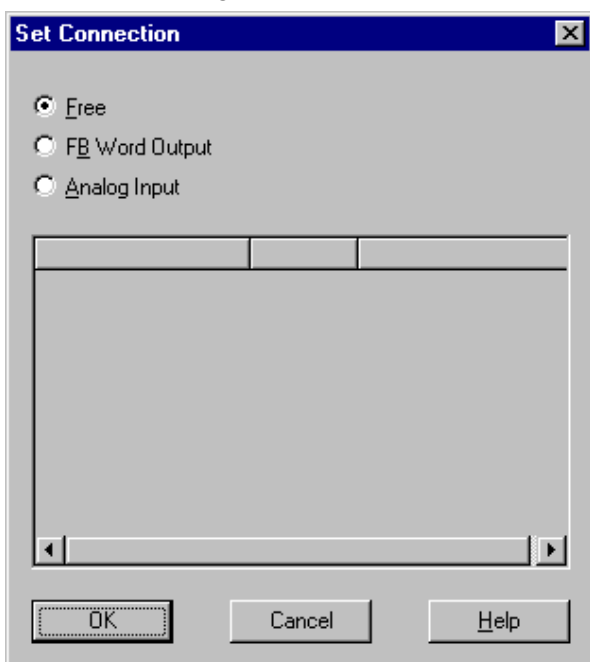 Set Connection
Free
FB Word Output
Analog Input
OK Cancel Help